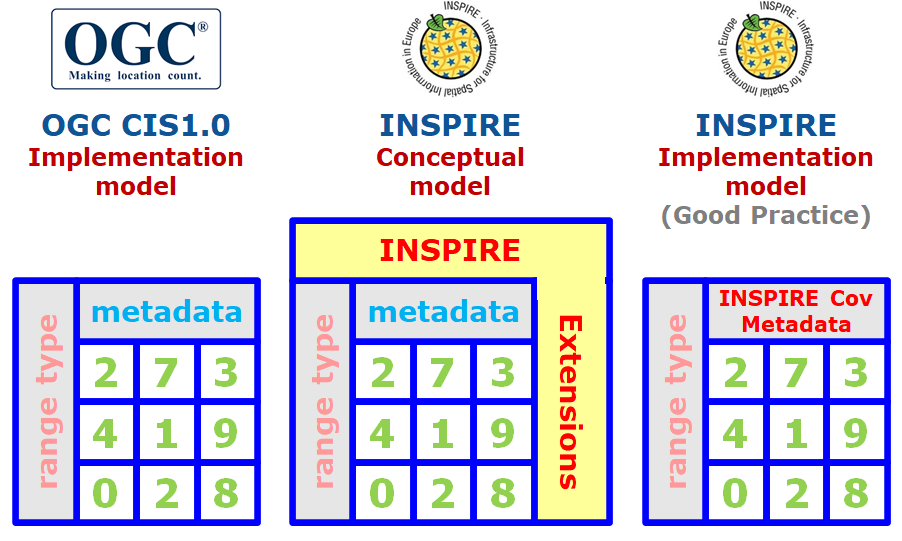 OGC®
Making location count.
INSPIRE · Infrastructure for Spatial Information in Europe
INSPIRE · Infrastructure for Spatial Information in Europe
OGC CIS1.0
Implementation
model
INSPIRE
Conceptual
model
INSPIRE
Implementation
model
(Good Practice)
range type
metadata
2 7 3
4 1 9
0 2 8
INSPIRE
Extensions
range type
metadata
2 7 3
4 1 9
0 2 8
range type
INSPIRE Cov
Metadata
2 7 3
4 1 9
0 2 8